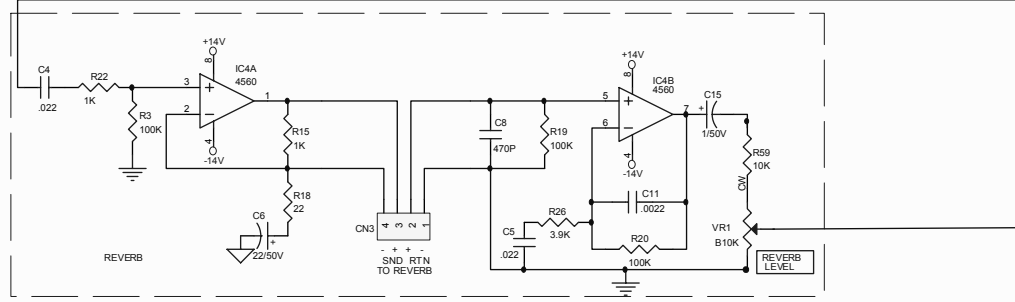 +14V
8
C4
.022
R22
1K
3
2
R3
100K
IC4A
4560
1
4
-14V
R15
1K
R18
22
C6
+
22/50V
REVERB
CN3
4 3 2 1
- + + -
SND RTN
TO REVERB
C8
470P
R19
100K
+14V
8
IC4B
4560
5
6
7
4
-14V
+
C15
1/50V
R59
10K
CW
VR1
B10K
REVERB
LEVEL
C11
.0022
R26
3.9K
C5
.022
R20
100K